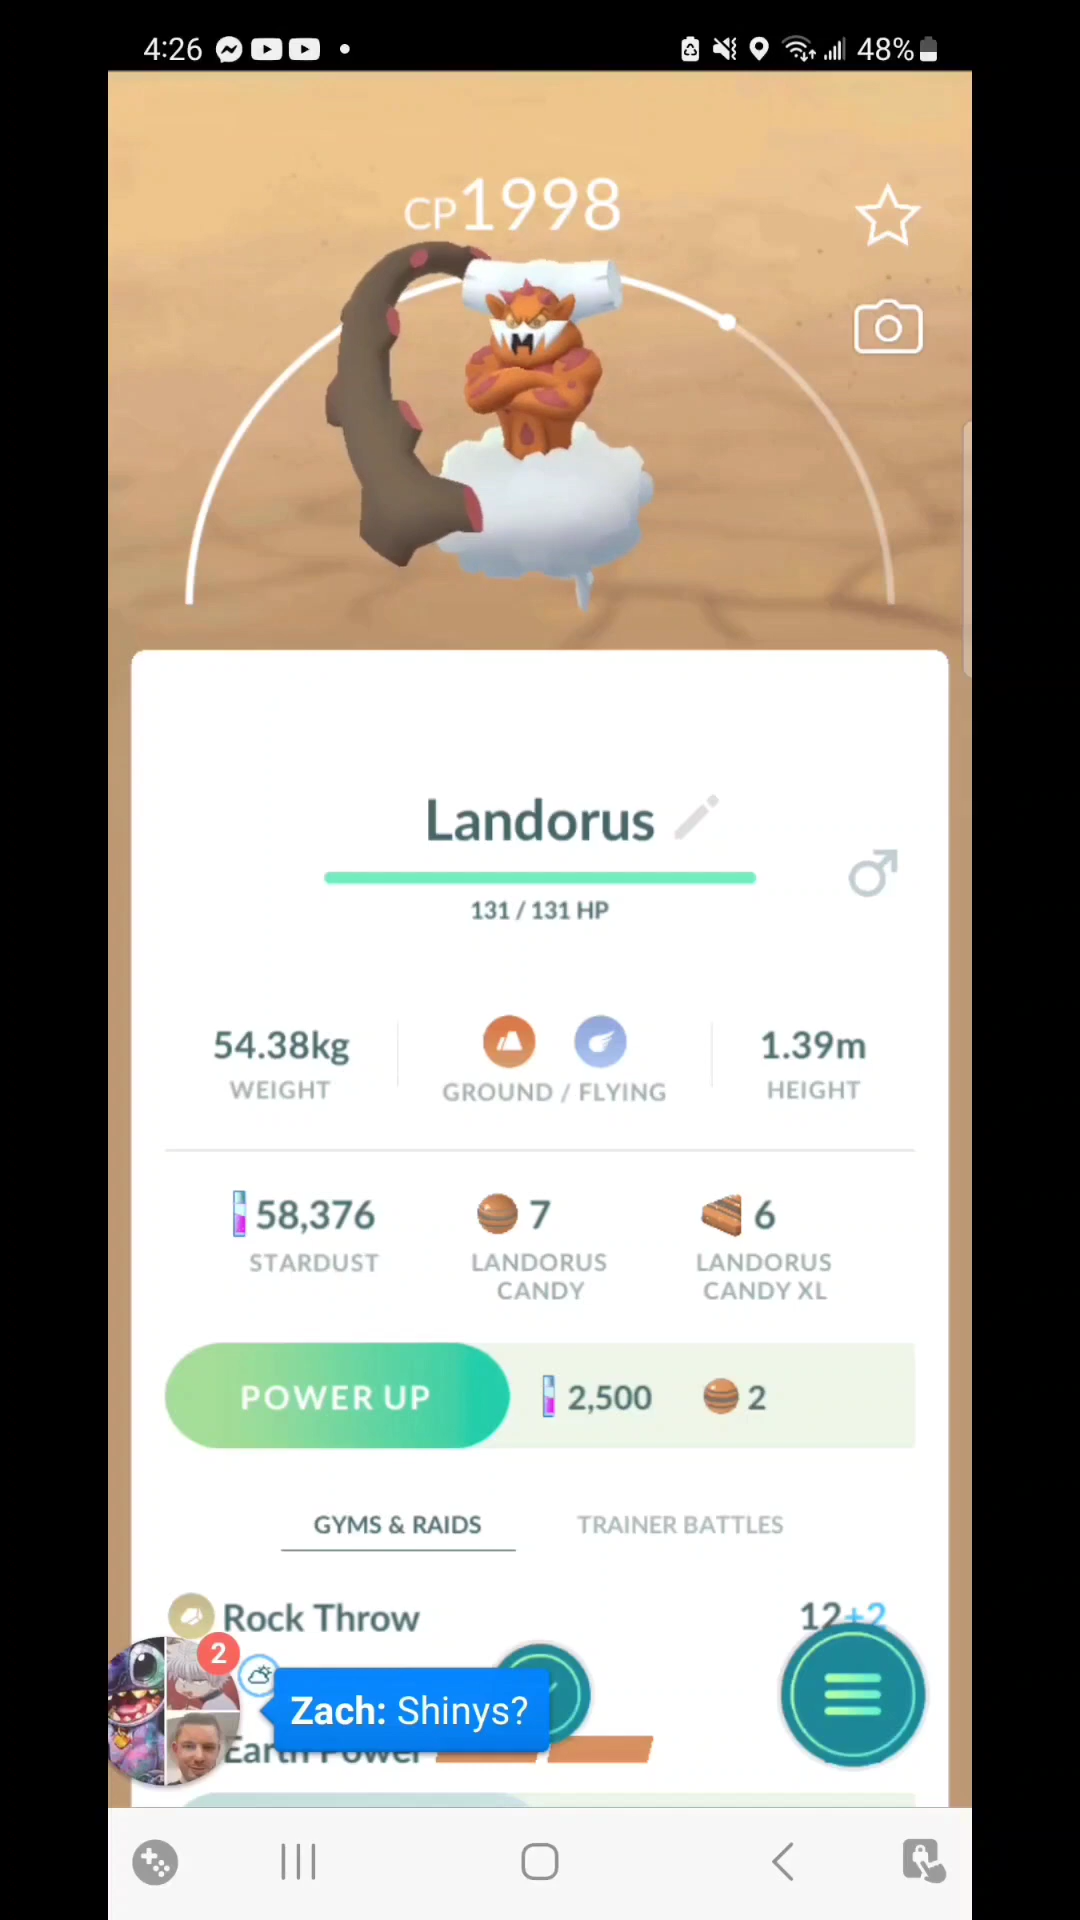 4:26
48%
CP1998
Landorus
131 / 131 HP
54.38kg
WEIGHT
GROUND / FLYING
1.39m
HEIGHT
58,376
STARDUST
7
LANDORUS
CANDY
6
LANDORUS
CANDY XL
POWER UP
2,500
2
GYMS & RAIDS
TRAINER BATTLES
Rock Throw
12+2
2
Zach: Shinys?
Earth Power